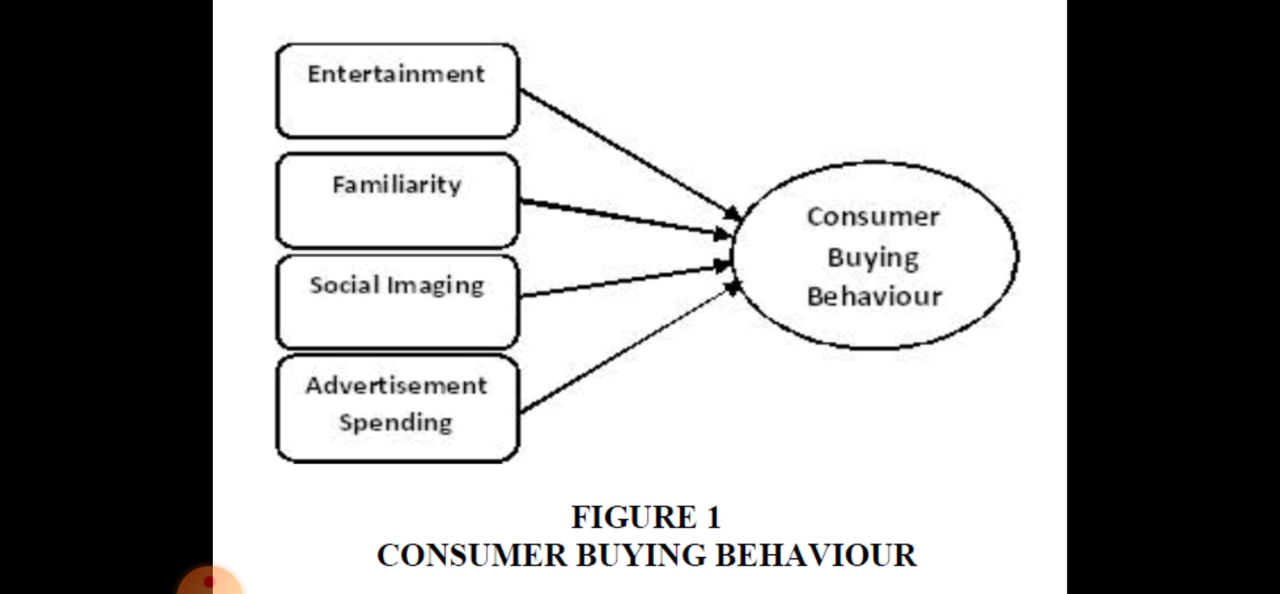 Entertainment
Familiarity
Social Imaging
Advertisement
Spending
Consumer
Buying
Behaviour
FIGURE 1
CONSUMER BUYING BEHAVIOUR